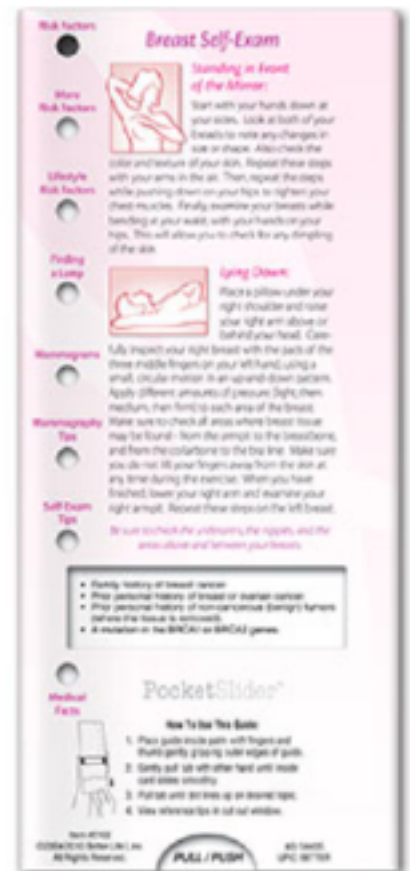 Risk Factors
More
Risk Factors
Lifestyle
Risk Factors
Finding
a Lump
Mammograms
Mammography
Tips
Self-Exam
Tips
Medical
Facts
Breast Self-Exam
Standing in Front
of the Mirror:
Start with your hands down at
your sides. Look at both of your
breasts to note any changes in
size or shape. Also check the
color and texture of your skin. Repeat these steps
with your arms in the air. Then, repeat the steps
while pushing down on your hips to tighten your
chest muscles. Finally, examine your breasts while
bending at your waist, with your hands on your
hips. This will allow you to check for any dimpling
of the skin.
Lying Down:
Place a pillow under your
right shoulder and raise
your right arm above or
behind your head. Care-
fully inspect your right breast with the pads of the
three middle fingers on your left hand, using a
small, circular motion in an up-and-down pattern.
Apply different amounts of pressure (light, then
medium, then firm) to each area of the breast.
Make sure to check all areas where breast tissue
may be found - from the armpit to the breastbone,
and from the collarbone to the bra line. Make sure
you do not lift your fingers away from the skin at
any time during the exercise. When you have
finished, lower your right arm and examine your
right armpit. Repeat these steps on the left breast.
Be sure to check the underarms, the nipples, and the
areas above and between your breasts.
• Family history of breast cancer
• Prior personal history of breast or ovarian cancer
• Prior personal history of non-cancerous (benign) tumors
(where the tissue is removed)
• A mutation in the BRCA1 or BRCA2 genes
PocketSlider™
How To Use This Guide:
1. Place guide inside palm with fingers and
thumb gently gripping outer edges of guide.
2. Gently pull tab with other hand until inside
card slides smoothly.
3. Pull tab until dot lines up on desired topic.
4. View reference tips in cut out window.
All Rights Reserved.
PULL / PUSH